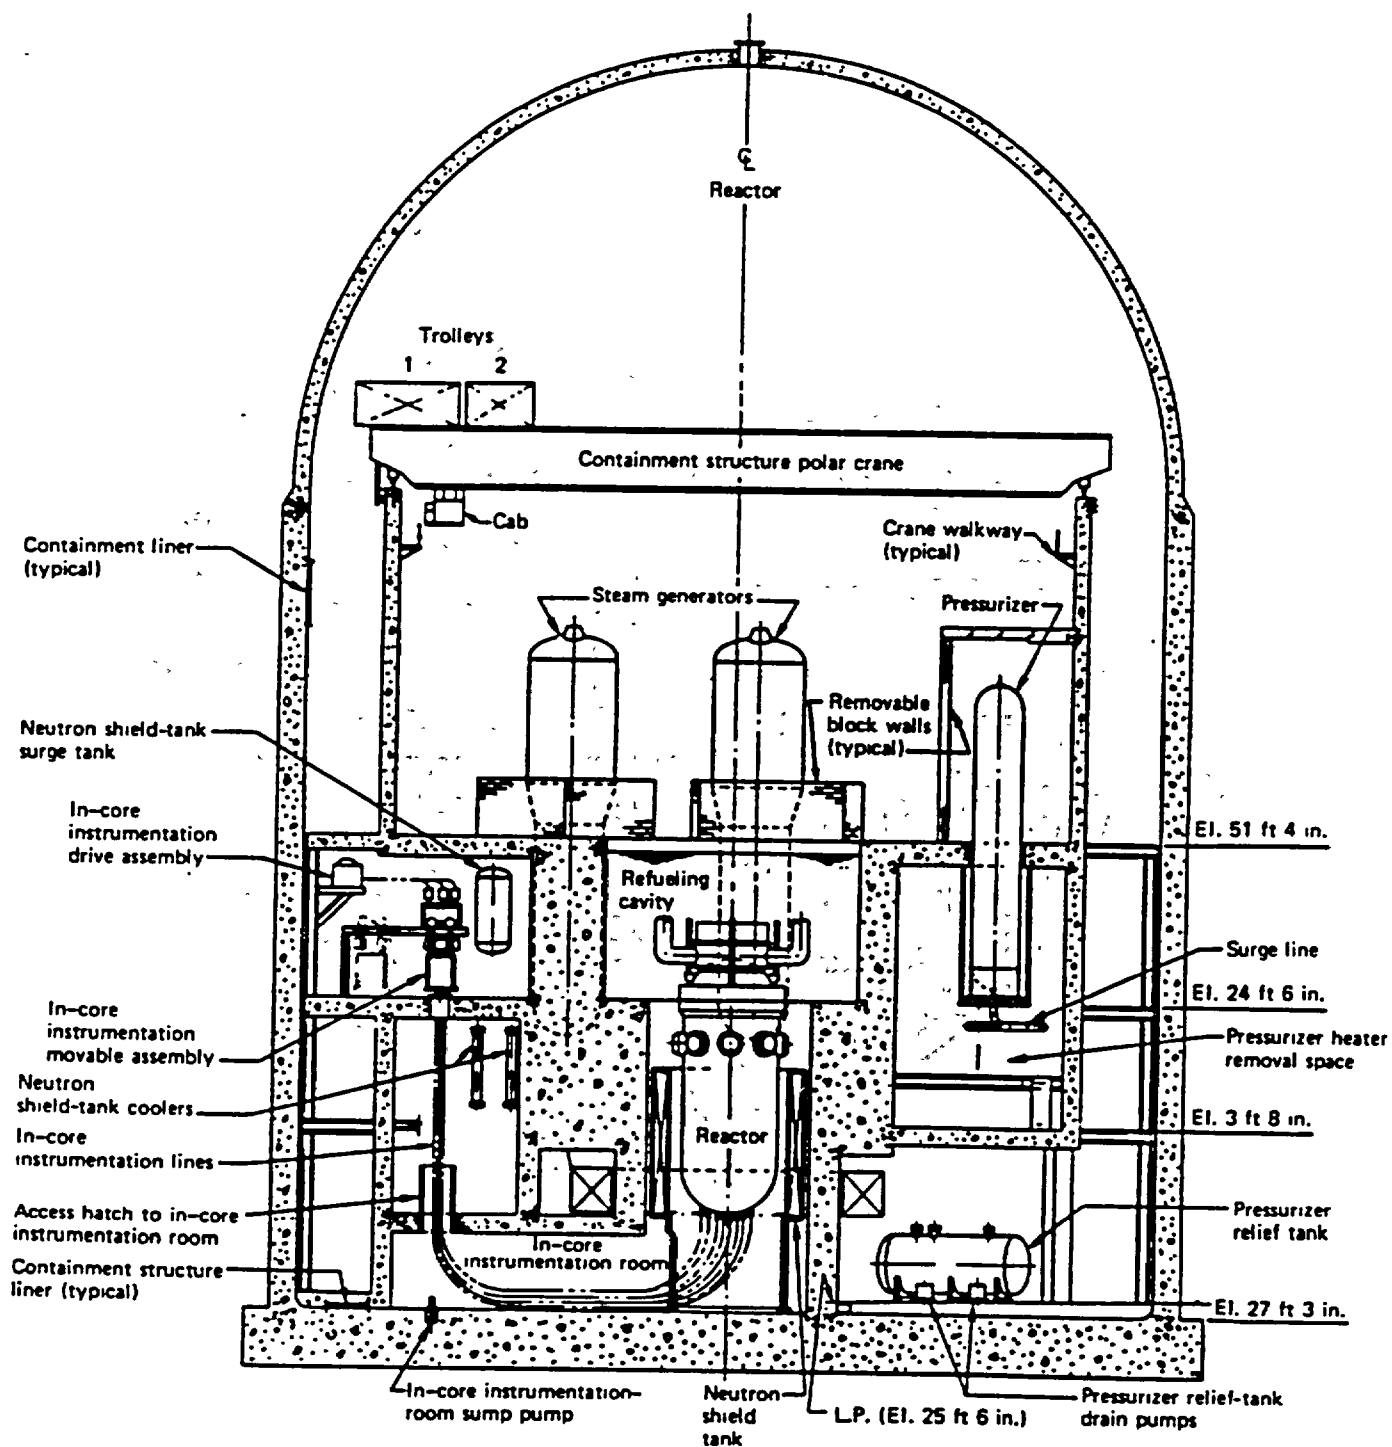 ℄
Reactor
Trolleys
1 2
Containment structure polar crane
Cab
Crane walkway
(typical)
Containment liner
(typical)
Steam generators
Pressurizer
Removable
block walls
(typical)
Neutron shield-tank
surge tank
In-core
instrumentation
drive assembly
El. 51 ft 4 in.
Refueling
cavity
Surge line
El. 24 ft 6 in.
In-core
instrumentation
movable assembly
Pressurizer heater
removal space
Neutron
shield-tank coolers
El. 3 ft 8 in.
Reactor
In-core
instrumentation lines
Access hatch to in-core
instrumentation room
Pressurizer
relief tank
In-core
instrumentation room
Containment structure
liner (typical)
El. 27 ft 3 in.
In-core instrumentation-
room sump pump
Neutron
shield
tank
L.P. (El. 25 ft 6 in.)
Pressurizer relief-tank
drain pumps